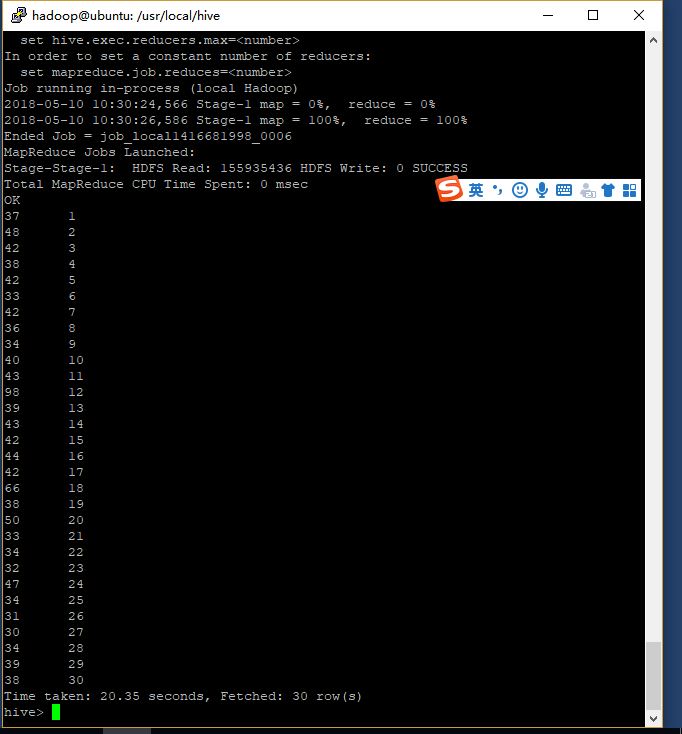 hadoop@ubuntu: /usr/local/hive
  set hive.exec.reducers.max=<number>
In order to set a constant number of reducers:
  set mapreduce.job.reduces=<number>
Job running in-process (local Hadoop)
2018-05-10 10:30:24,566 Stage-1 map = 0%,  reduce = 0%
2018-05-10 10:30:26,586 Stage-1 map = 100%,  reduce = 100%
Ended Job = job_local1416681998_0006
MapReduce Jobs Launched:
Stage-Stage-1:  HDFS Read: 155935436 HDFS Write: 0 SUCCESS
Total MapReduce CPU Time Spent: 0 msec
S 英
OK
37      1
48      2
42      3
38      4
42      5
33      6
42      7
36      8
34      9
40      10
43      11
98      12
39      13
43      14
42      15
44      16
42      17
66      18
38      19
50      20
33      21
34      22
32      23
47      24
34      25
31      26
30      27
34      28
39      29
38      30
Time taken: 20.35 seconds, Fetched: 30 row(s)
hive>